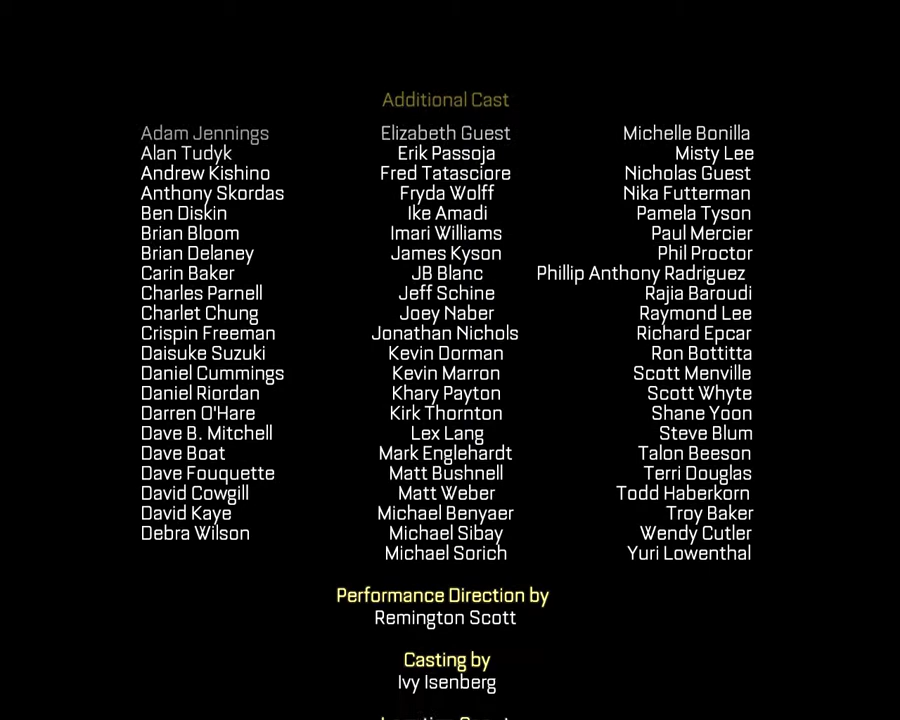 Additional Cast
Adam Jennings
Alan Tudyk
Andrew Kishino
Anthony Skordas
Ben Diskin
Brian Bloom
Brian Delaney
Carin Baker
Charles Parnell
Charlet Chung
Crispin Freeman
Daisuke Suzuki
Daniel Cummings
Daniel Riordan
Darren O'Hare
Dave B. Mitchell
Dave Boat
Dave Fouquette
David Cowgill
David Kaye
Debra Wilson
Elizabeth Guest
Erik Passoja
Fred Tatasciore
Fryda Wolff
Ike Amadi
Imari Williams
James Kyson
JB Blanc
Jeff Schine
Joey Naber
Jonathan Nichols
Kevin Dorman
Kevin Marron
Khary Payton
Kirk Thornton
Lex Lang
Mark Englehardt
Matt Bushnell
Matt Weber
Michael Benyaer
Michael Sibay
Michael Sorich
Michelle Bonilla
Misty Lee
Nicholas Guest
Nika Futterman
Pamela Tyson
Paul Mercier
Phil Proctor
Phillip Anthony Radriguez
Rajia Baroudi
Raymond Lee
Richard Epcar
Ron Bottitta
Scott Menville
Scott Whyte
Shane Yoon
Steve Blum
Talon Beeson
Terri Douglas
Todd Haberkorn
Troy Baker
Wendy Cutler
Yuri Lowenthal
Performance Direction by
Remington Scott
Casting by
Ivy Isenberg